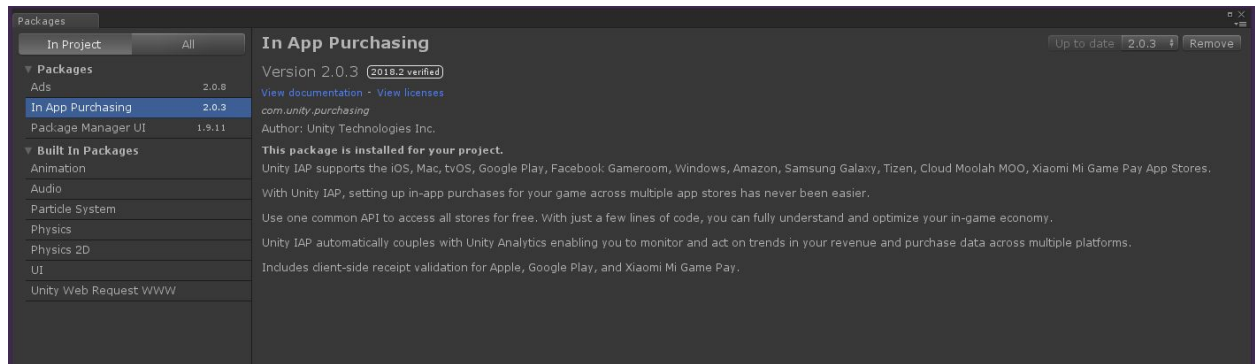 Packages
In Project All
Packages
Ads 2.0.8
In App Purchasing 2.0.3
Package Manager UI 1.9.11
Built In Packages
Animation
Audio
Particle System
Physics
Physics 2D
UI
Unity Web Request WWW
In App Purchasing Up to date 2.0.3 Remove
Version 2.0.3 2018.2 verified
View documentation - View licenses
com.unity.purchasing
Author: Unity Technologies Inc.
This package is installed for your project.
Unity IAP supports the iOS, Mac, tvOS, Google Play, Facebook Gameroom, Windows, Amazon, Samsung Galaxy, Tizen, Cloud Moolah MOO, Xiaomi Mi Game Pay App Stores.
With Unity IAP, setting up in-app purchases for your game across multiple app stores has never been easier.
Use one common API to access all stores for free. With just a few lines of code, you can fully understand and optimize your in-game economy.
Unity IAP automatically couples with Unity Analytics enabling you to monitor and act on trends in your revenue and purchase data across multiple platforms.
Includes client-side receipt validation for Apple, Google Play, and Xiaomi Mi Game Pay.